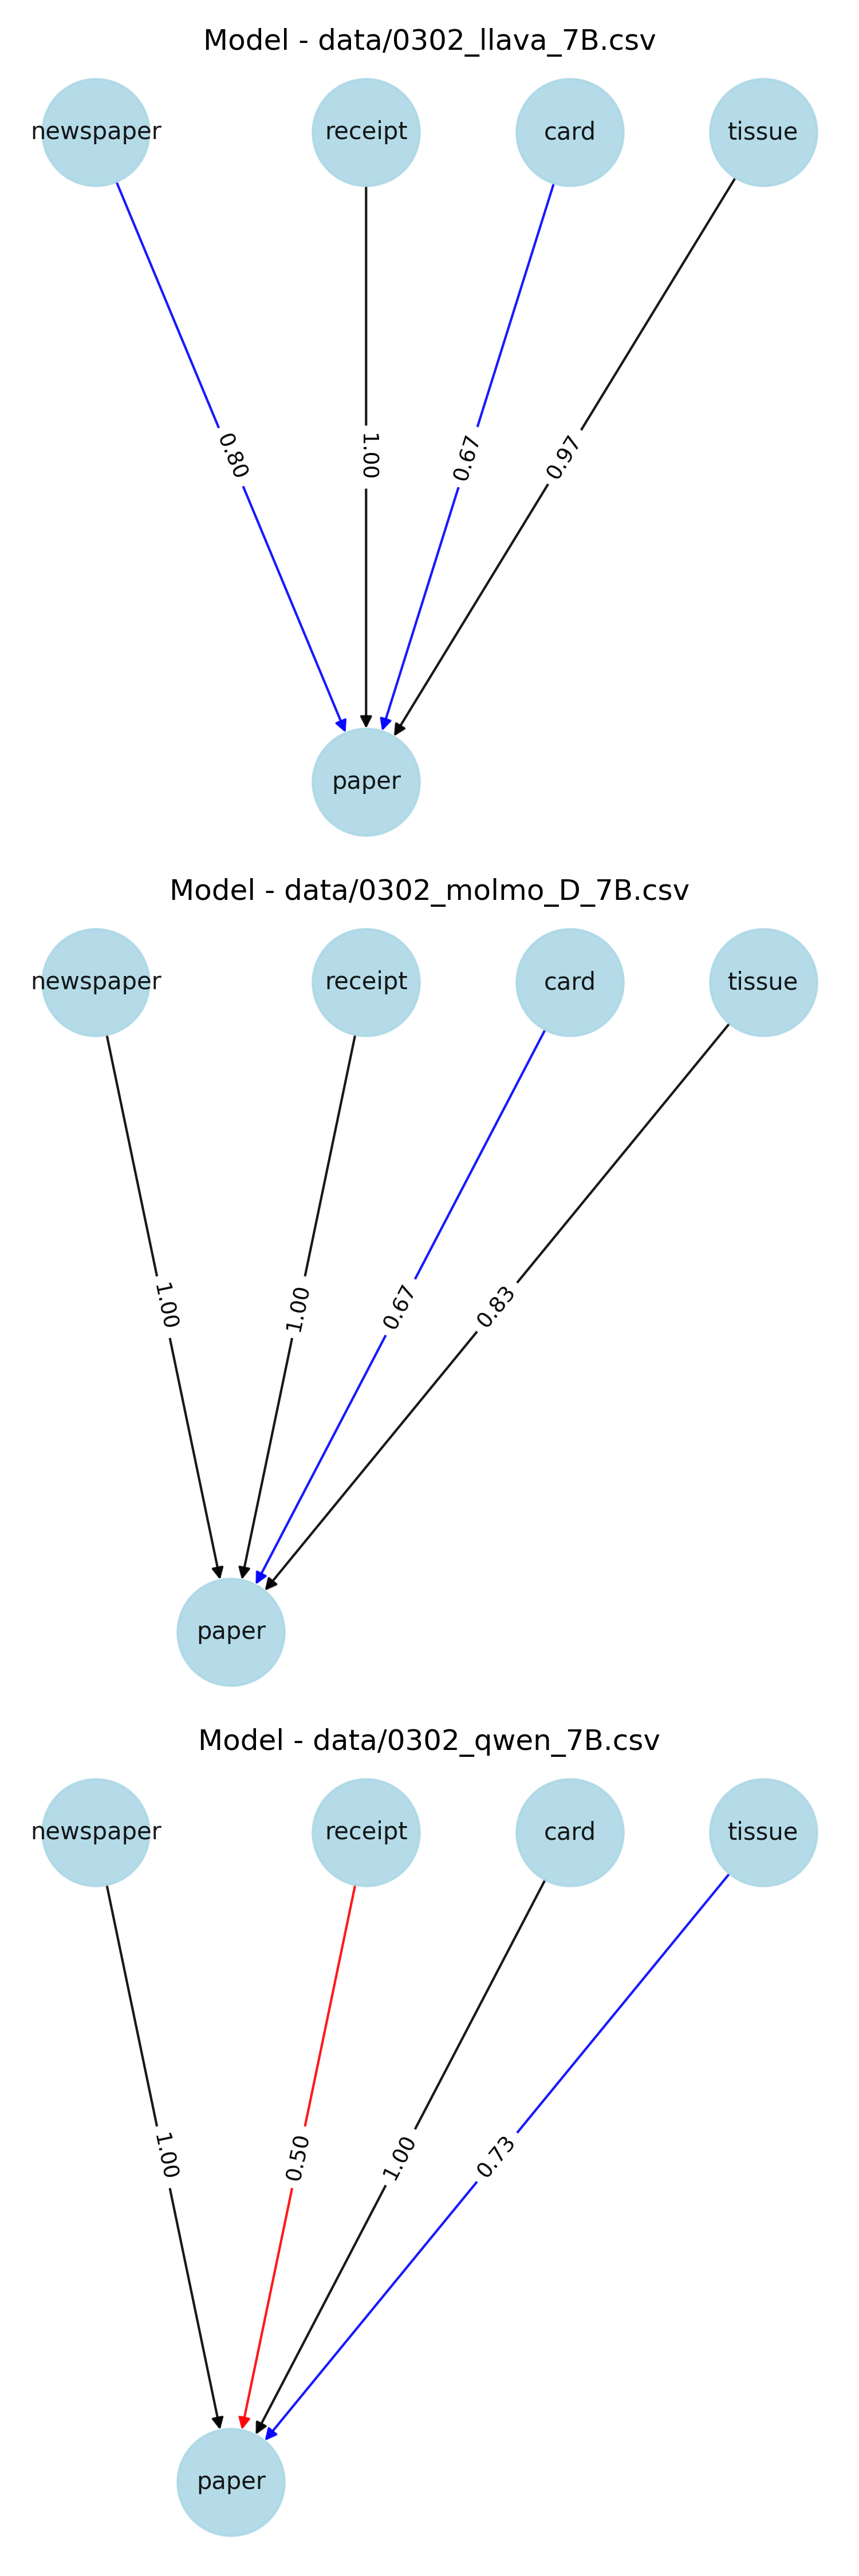 Model - data/0302_llava_7B.csv
newspaper receipt card tissue
0.80 1.00 0.67 0.97
paper
Model - data/0302_molmo_D_7B.csv
newspaper receipt card tissue
1.00 1.00 0.67 0.83
paper
Model - data/0302_qwen_7B.csv
newspaper receipt card tissue
1.00 0.50 1.00 0.73
paper